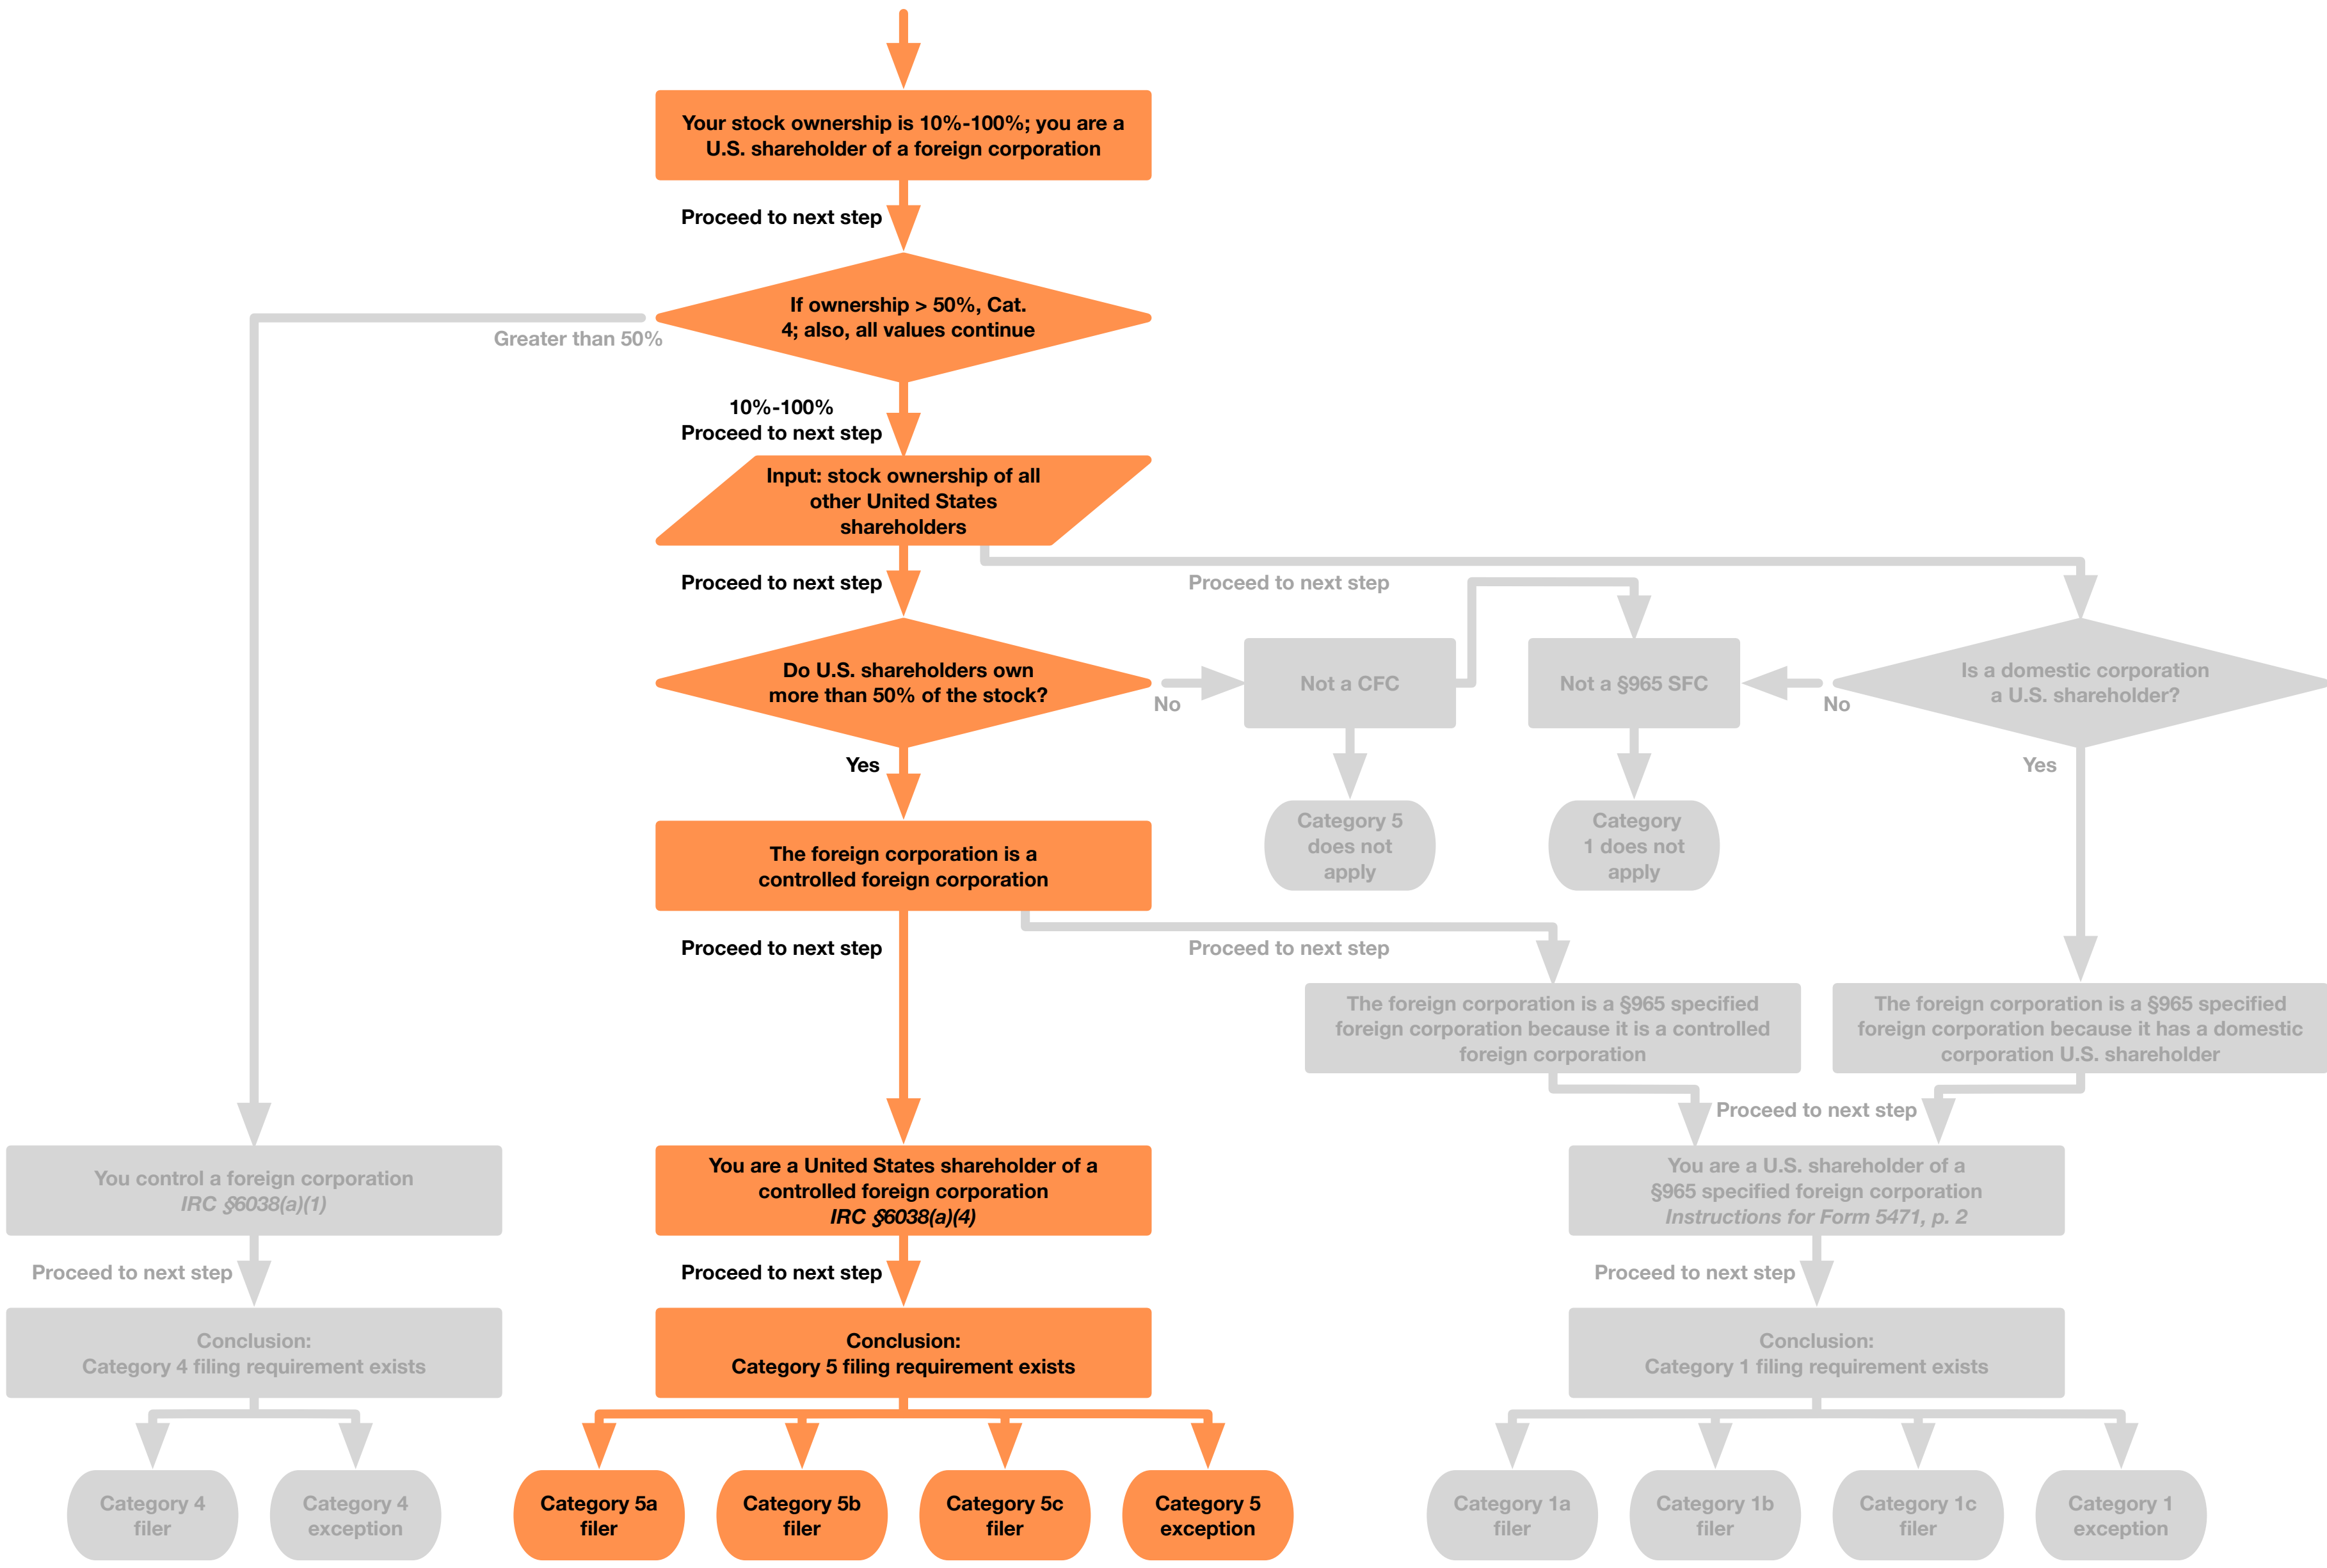 Your stock ownership is 10%-100%; you are a
U.S. shareholder of a foreign corporation
Proceed to next step
If ownership > 50%, Cat.
4; also, all values continue
Greater than 50%
10%-100%
Proceed to next step
Input: stock ownership of all
other United States
shareholders
Proceed to next step
Proceed to next step
Do U.S. shareholders own
more than 50% of the stock?
No
Not a CFC
Not a §965 SFC
No
Is a domestic corporation
a U.S. shareholder?
Yes
Yes
Category 5
does not
apply
Category
1 does not
apply
The foreign corporation is a
controlled foreign corporation
Proceed to next step
Proceed to next step
The foreign corporation is a §965 specified
foreign corporation because it is a controlled
foreign corporation
The foreign corporation is a §965 specified
foreign corporation because it has a domestic
corporation U.S. shareholder
Proceed to next step
You control a foreign corporation
IRC §6038(a)(1)
You are a United States shareholder of a
controlled foreign corporation
IRC §6038(a)(4)
You are a U.S. shareholder of a
§965 specified foreign corporation
Instructions for Form 5471, p. 2
Proceed to next step
Proceed to next step
Proceed to next step
Conclusion:
Category 4 filing requirement exists
Conclusion:
Category 5 filing requirement exists
Conclusion:
Category 1 filing requirement exists
Category 4
filer
Category 4
exception
Category 5a
filer
Category 5b
filer
Category 5c
filer
Category 5
exception
Category 1a
filer
Category 1b
filer
Category 1c
filer
Category 1
exception